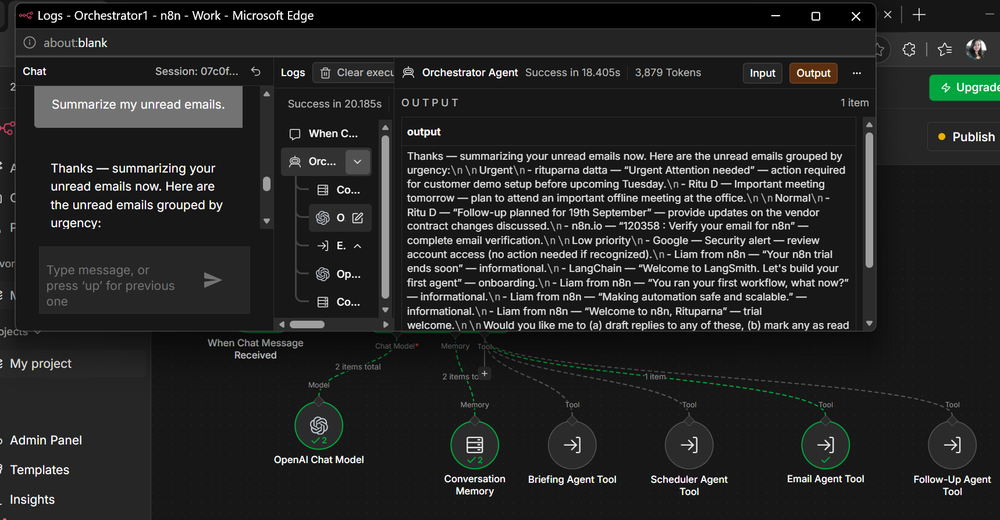 Logs - Orchestrator1 - n8n - Work - Microsoft Edge
about:blank
Chat
Session: 07c0f...
Summarize my unread emails.
Thanks — summarizing your
unread emails now. Here are
the unread emails grouped by
urgency:
Type message, or
press ‘up’ for previous
one
Logs
Clear execu
Success in 20.185s
When C...
Orc...
Co...
O.
E.
Op...
Co...
Orchestrator Agent Success in 18.405s 3,879 Tokens
Input
Output
...
OUTPUT
1 item
output
Thanks — summarizing your unread emails now. Here are the unread emails grouped by
urgency:\n \n Urgent\n - rituparna datta — “Urgent Attention needed” — action required
for customer demo setup before upcoming Tuesday.\n - Ritu D — Important meeting
tomorrow — plan to attend an important offline meeting at the office.\n \n Normal\n -
Ritu D — “Follow-up planned for 19th September” — provide updates on the vendor
contract changes discussed.\n - n8n.io — “120358 : Verify your email for n8n” —
complete email verification.\n \n Low priority\n - Google — Security alert — review
account access (no action needed if recognized).\n - Liam from n8n — “Your n8n trial
ends soon” — informational.\n - LangChain — “Welcome to LangSmith. Let's build your
first agent” — onboarding.\n - Liam from n8n — “You ran your first workflow, what now?”
— informational.\n - Liam from n8n — “Making automation safe and scalable.” —
informational.\n - Liam from n8n — “Welcome to n8n, Rituparna” — trial
welcome.\n \n Would you like me to (a) draft replies to any of these, (b) mark any as read
Upgrade
Publish
ojects
My project
Admin Panel
Templates
Insights
When Chat Message
Received
Chat Model*
Memory
Tool
2 items total
2 items to
1 item
Model
Memory
Tool
Tool
Tool
Tool
2
OpenAI Chat Model
2
Conversation
Memory
Briefing Agent Tool
Scheduler Agent
Tool
Email Agent Tool
Follow-Up Agent
Tool